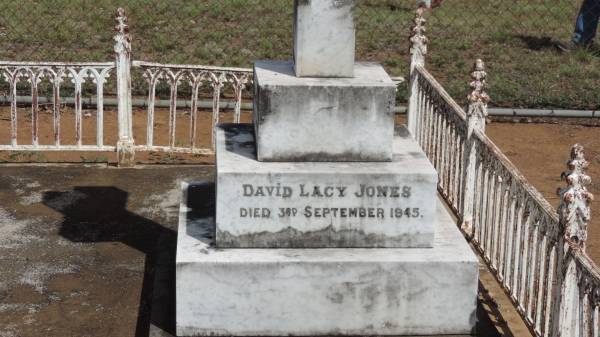 DAVID LACY JONES
DIED 3RD SEPTEMBER 1945.